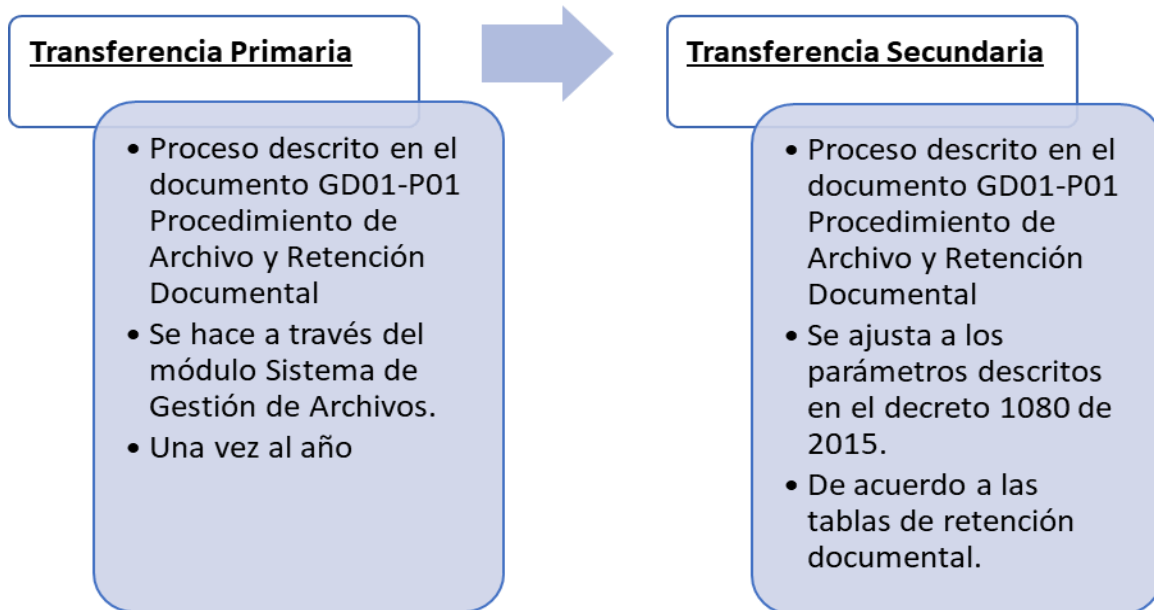 Transferencia Primaria
• Proceso descrito en el
documento GD01-P01
Procedimiento de
Archivo y Retención
Documental
• Se hace a través del
módulo Sistema de
Gestión de Archivos.
• Una vez al año
Transferencia Secundaria
• Proceso descrito en el
documento GD01-P01
Procedimiento de
Archivo y Retención
Documental
• Se ajusta a los
parámetros descritos
en el decreto 1080 de
2015.
• De acuerdo a las
tablas de retención
documental.